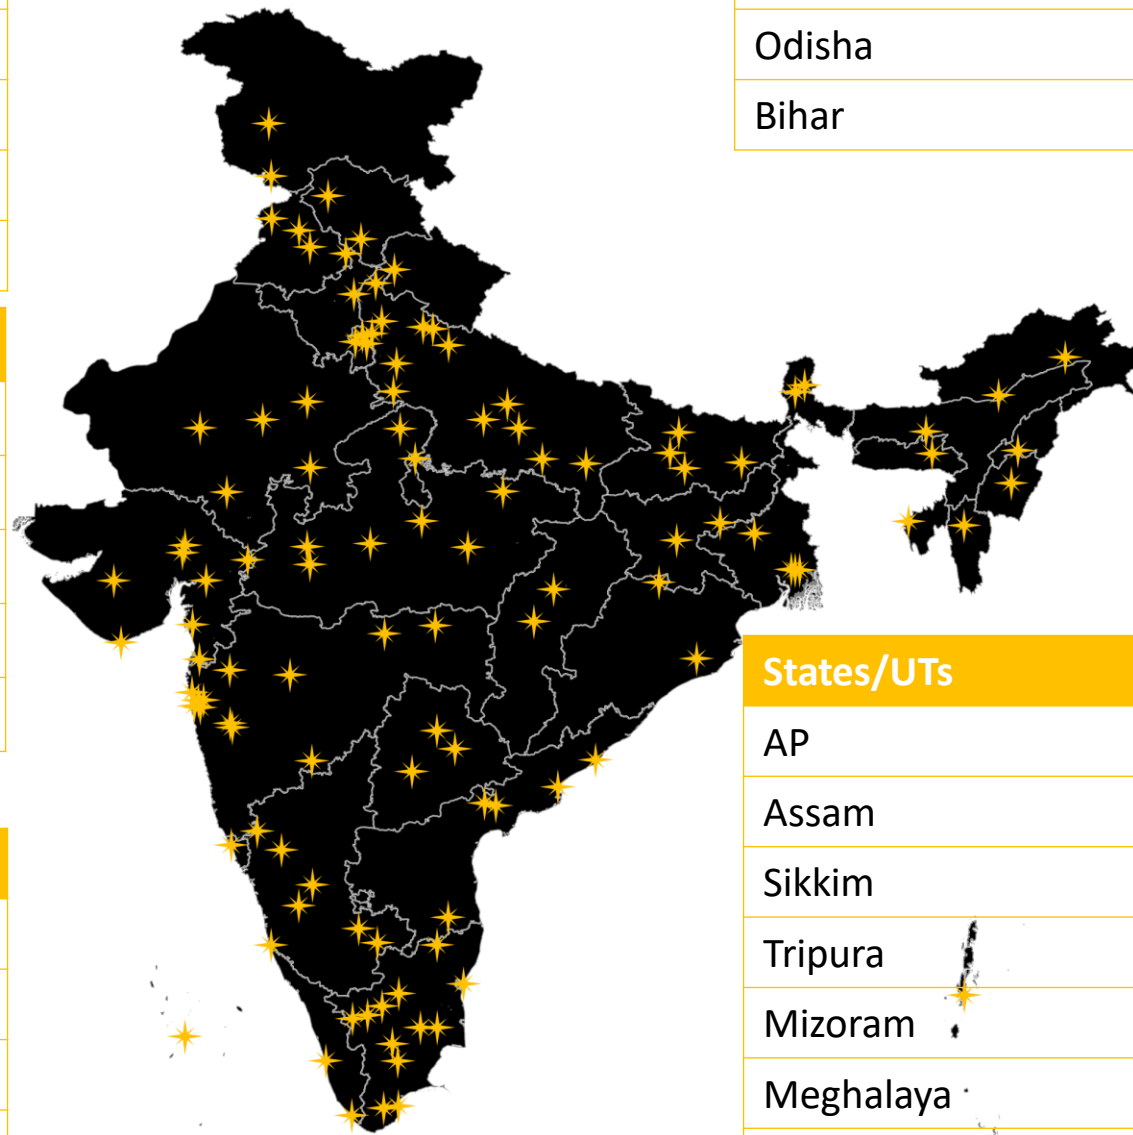 Odisha
Bihar
States/UTs
AP
Assam
Sikkim
Tripura
Mizoram
Meghalaya